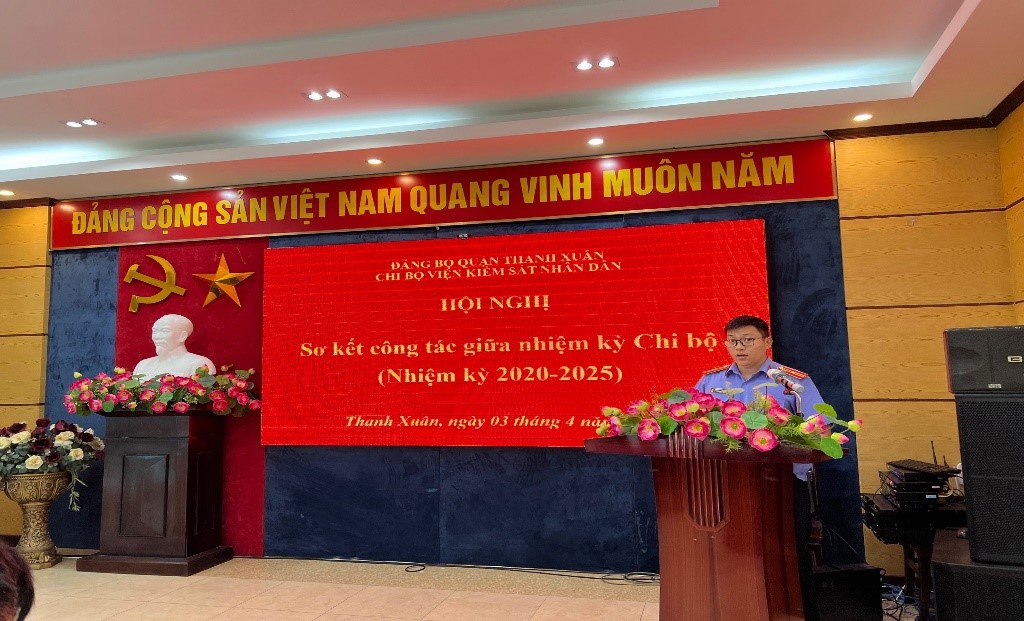 ĐẢNG CỘNG SẢN VIỆT NAM QUANG VINH MUÔN NĂM
ĐẢNG BỘ QUẬN THANH XUÂN
CHI BỘ VIỆN KIỂM SÁT NHÂN DÂN
HỘI NGHỊ
Sơ kết công tác giữa nhiệm kỳ Chi bộ
(Nhiệm kỳ 2020-2025)
Thanh Xuân, ngày 03 tháng 4